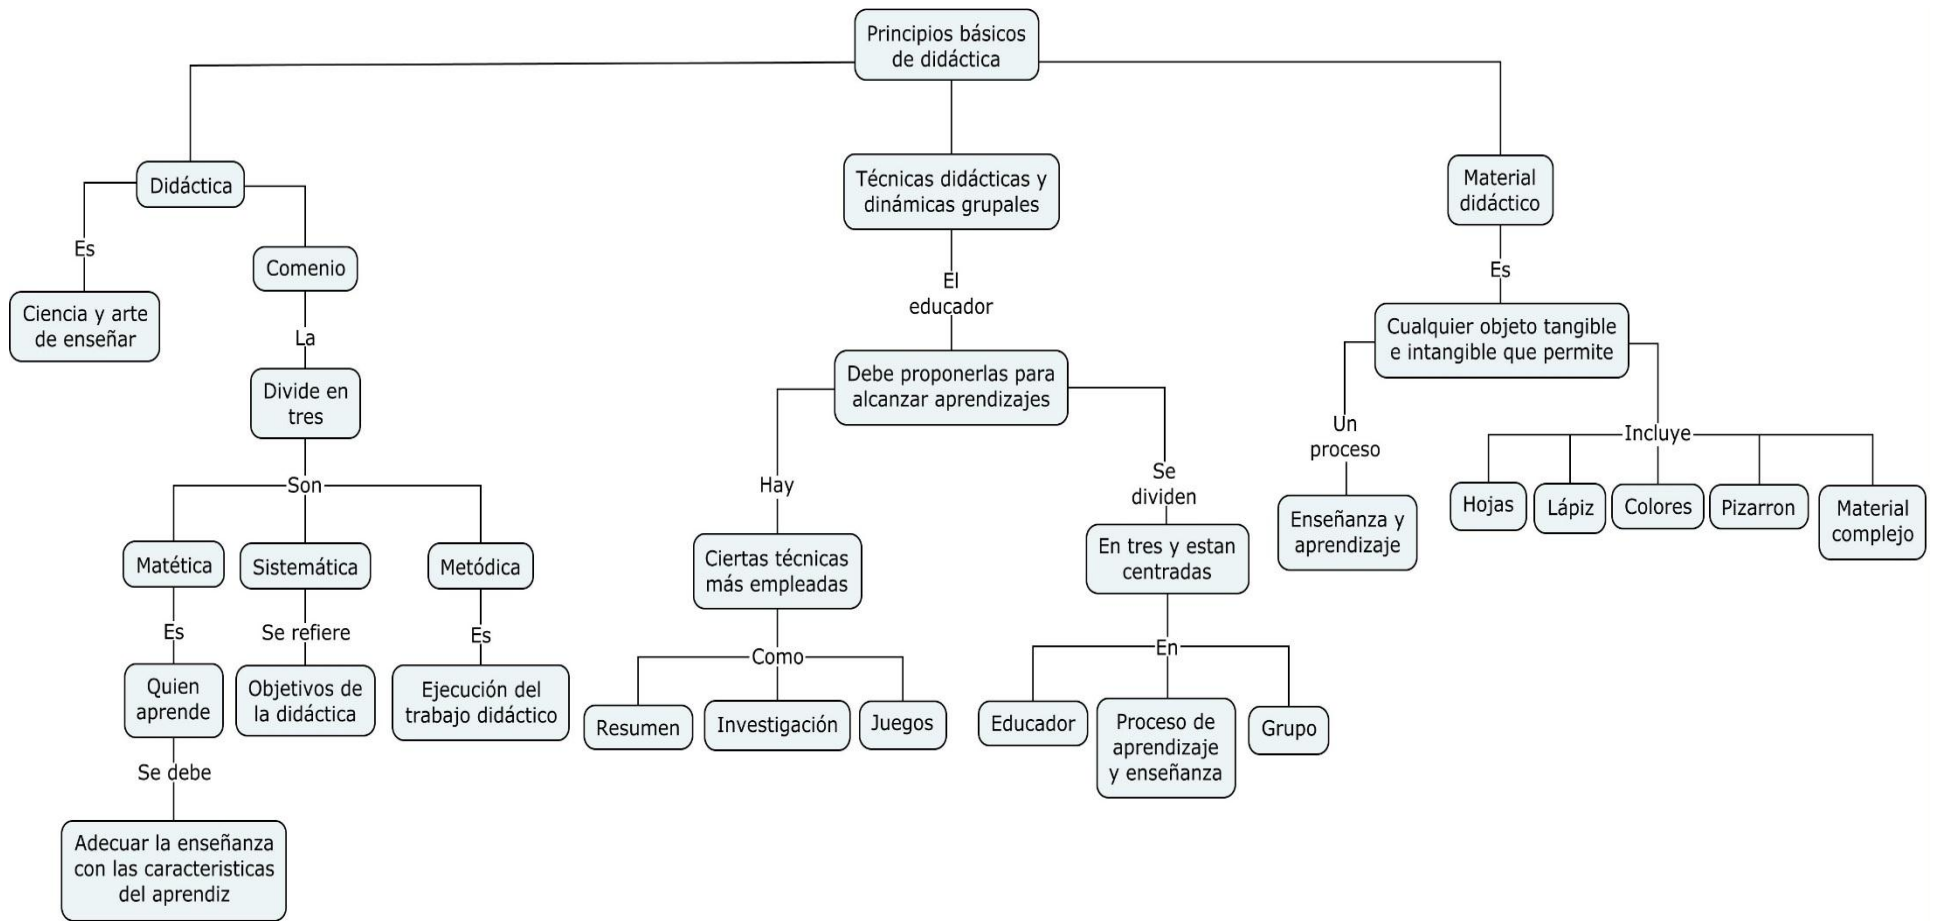 Principios básicos
de didáctica
Didáctica
Es
Ciencia y arte
de enseñar
Comenio
La
Divide en
tres
Son
Matética
Es
Quien
aprende
Se debe
Adecuar la enseñanza
con las caracteristicas
del aprendiz
Sistemática
Se refiere
Objetivos de
la didáctica
Metódica
Es
Ejecución del
trabajo didáctico
Técnicas didácticas y
dinámicas grupales
El
educador
Debe proponerlas para
alcanzar aprendizajes
Hay
Ciertas técnicas
más empleadas
Como
Resumen
Investigación
Juegos
Se
dividen
En tres y estan
centradas
En
Educador
Proceso de
aprendizaje
y enseñanza
Grupo
Material
didáctico
Es
Cualquier objeto tangible
e intangible que permite
Un
proceso
Enseñanza y
aprendizaje
Incluye
Hojas
Lápiz
Colores
Pizarron
Material
complejo